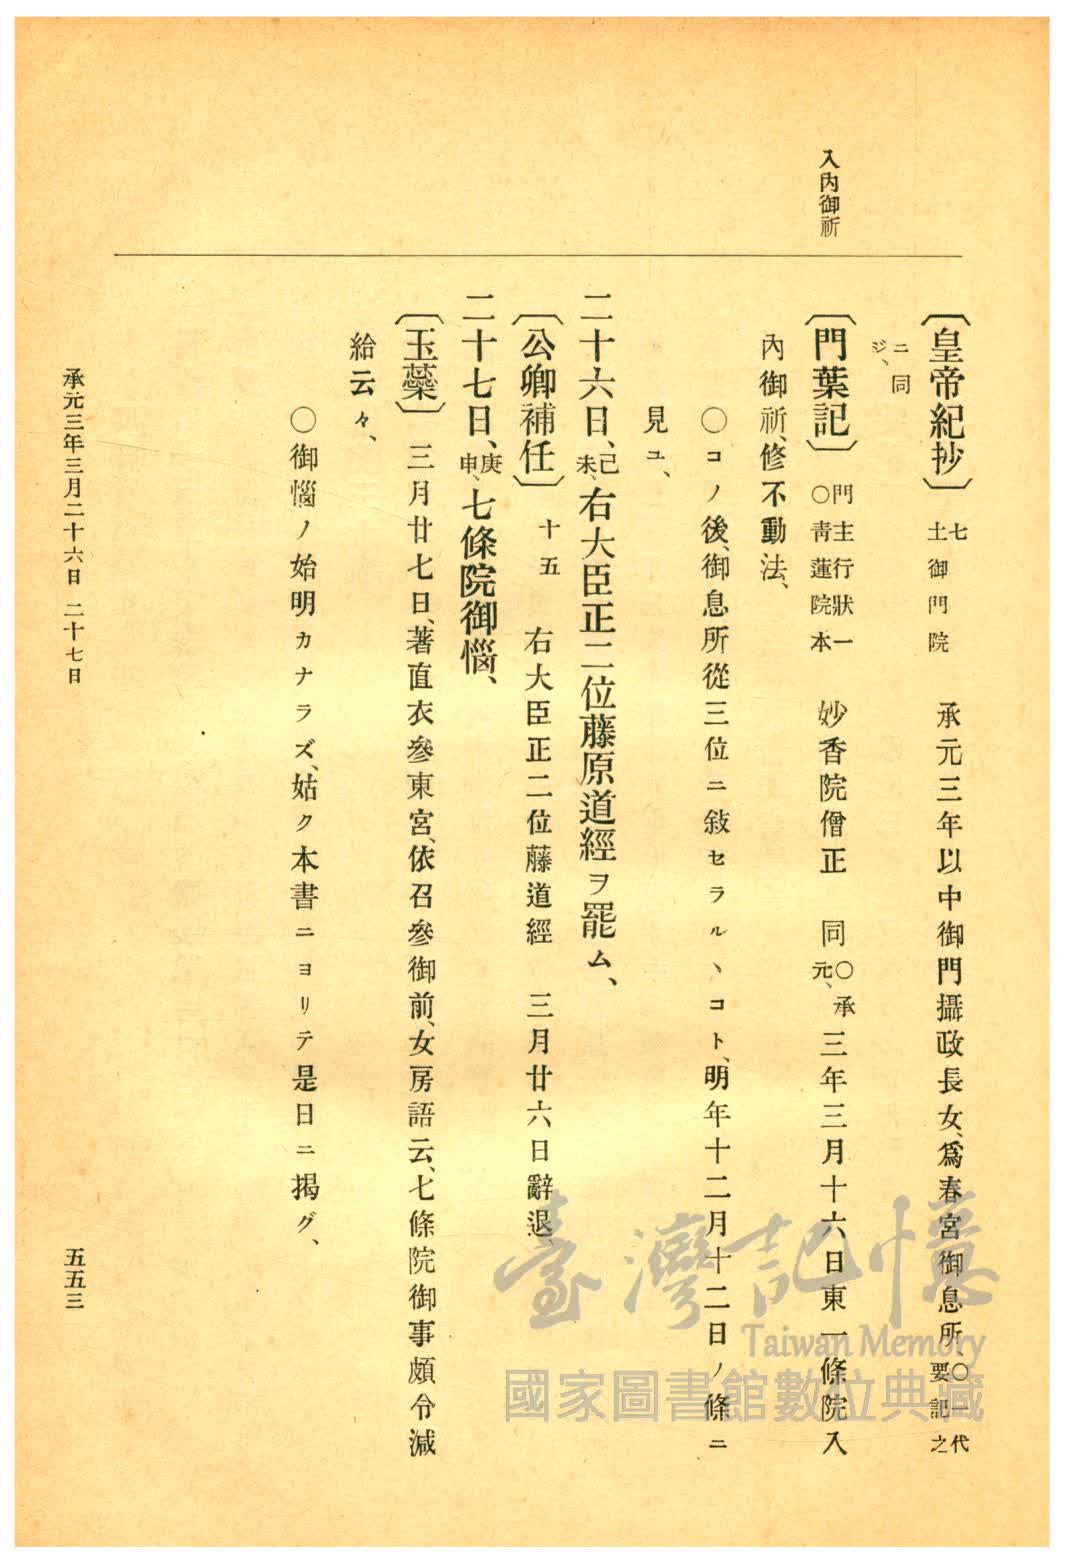 入內御祈
〔皇帝紀抄〕七土御門院　承元三年以中御門攝政長女、爲春宮御息所、〇一代要記之
ニ同ジ、
〔門葉記〕門主行狀一〇靑蓮院本　妙香院僧正　同〇承元、三年三月十六日東一條院入
內御祈、修不動法、
〇コノ後、御息所從三位ニ敍セラルヽコト、明年十二月十二日ノ條ニ
見ユ、
二十六日、己未、右大臣正二位藤原道經ヲ罷ム、
〔公卿補任〕十五　右大臣正二位藤道經　三月廿六日辭退、
二十七日、庚申、七條院御惱、
〔玉蘂〕三月廿七日、著直衣參東宮、依召參御前、女房語云、七條院御事頗令減
給云々、
〇御惱ノ始明カナラズ、姑ク本書ニヨリテ是日ニ揭グ、
承元三年三月二十六日 二十七日
五五三
臺灣記憶
Taiwan Memory
國家圖書館數位典藏